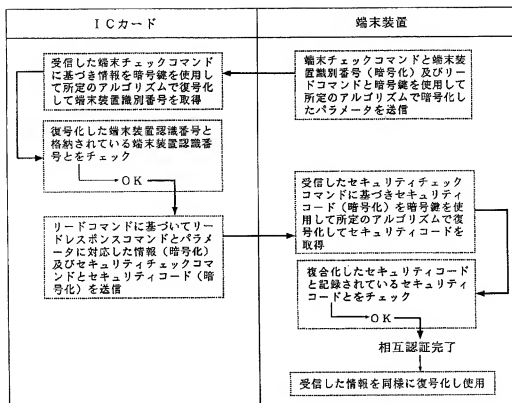 ICカード
端末装置
受信した端末チェックコマンド
に基づき情報を暗号鍵を使用し
て所定のアルゴリズムで復号化
して端末装置識別番号を取得
端末チェックコマンドと端末装
置識別番号（暗号化）及びリード
コマンドと暗号鍵を使用して
所定のアルゴリズムで暗号化し
たパラメータを送信
復号化した端末装置認識番号と
格納されている端末装置認識番
号とをチェック
OK
リードコマンドに基づいてリー
ドレスポンスコマンドとパラメ
ータに対応した情報（暗号化）
及びセキュリティチェックコマ
ンドとセキュリティコード（暗
号化）を送信
受信したセキュリティチェック
コマンドに基づきセキュリティ
コード（暗号化）を暗号鍵を使
用して所定のアルゴリズムで復
号化してセキュリティコードを
取得
複合化したセキュリティコード
と記録されているセキュリティ
コードとをチェック
OK
相互認証完了
受信した情報を同様に復号化し使用